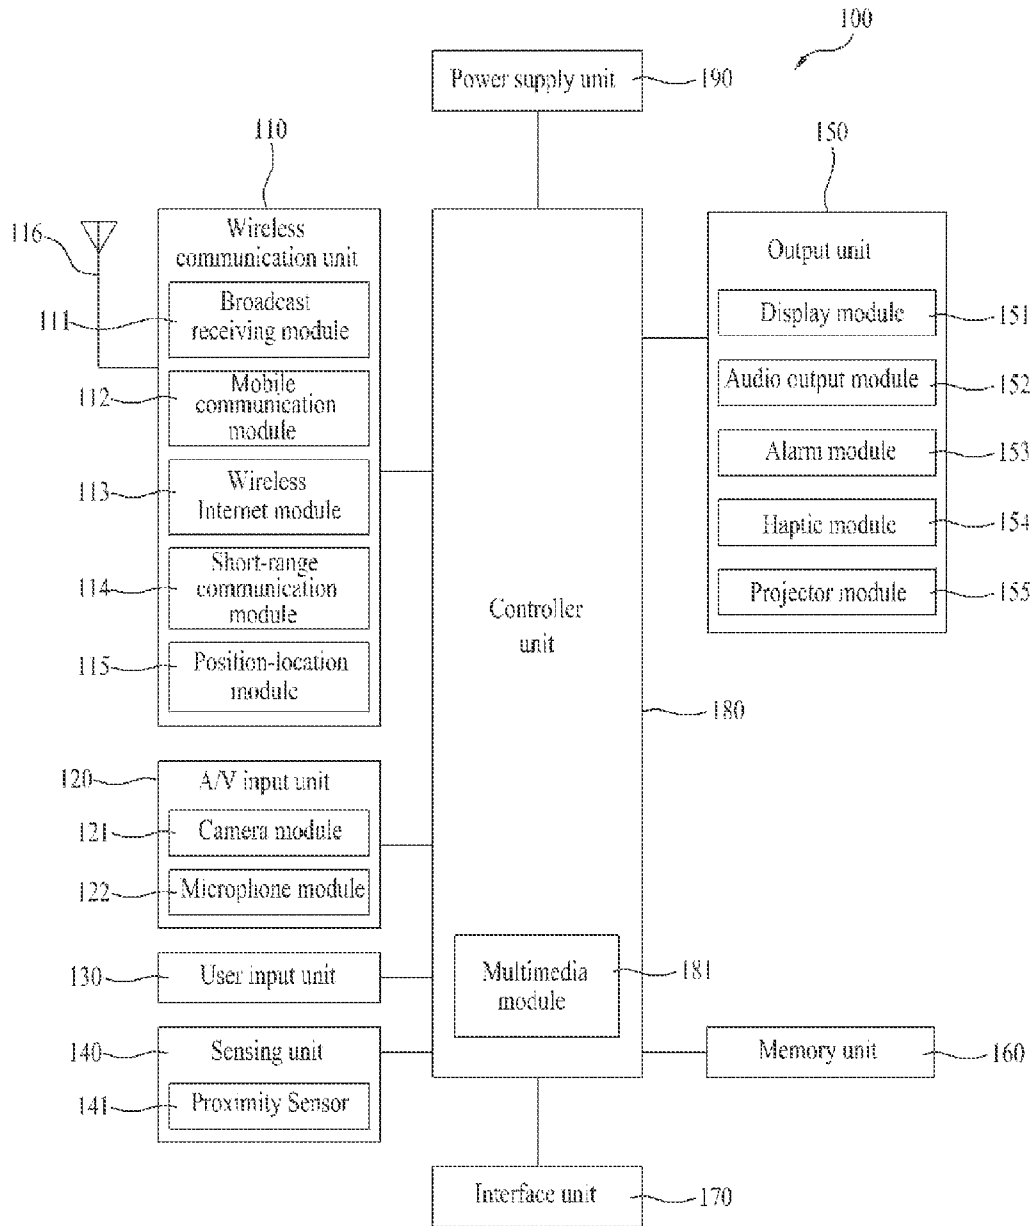 100
Power supply unit
190
110
150
116
Wireless
communication unit
Output unit
111
Broadcast
receiving module
Display module
151
112
Mobile
communication
module
Audio output module
152
113
Wireless
Internet module
Alarm module
153
114
Short-range
communication
module
Haptic module
154
115
Position-location
module
Projector module
155
Controller
unit
180
120
A/V input unit
121
Camera module
122
Microphone module
130
User input unit
Multimedia
module
181
140
Sensing unit
141
Proximity Sensor
Memory unit
160
Interface unit
170